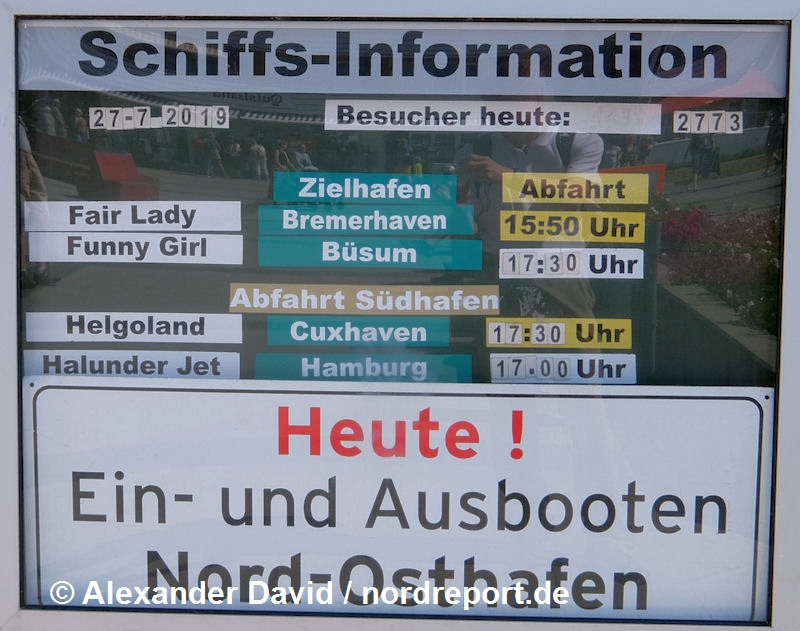 Schiffs-Information
27-7-2019 Besucher heute: 2773
Zielhafen Abfahrt
Fair Lady Bremerhaven 15:50 Uhr
Funny Girl Büsum 17:30 Uhr
Abfahrt Südhafen
Helgoland Cuxhaven 17:30 Uhr
Halunder Jet Hamburg 17.00 Uhr
Heute !
Ein- und Ausbooten
Nord-Osthafen
© Alexander David / nordreport.de